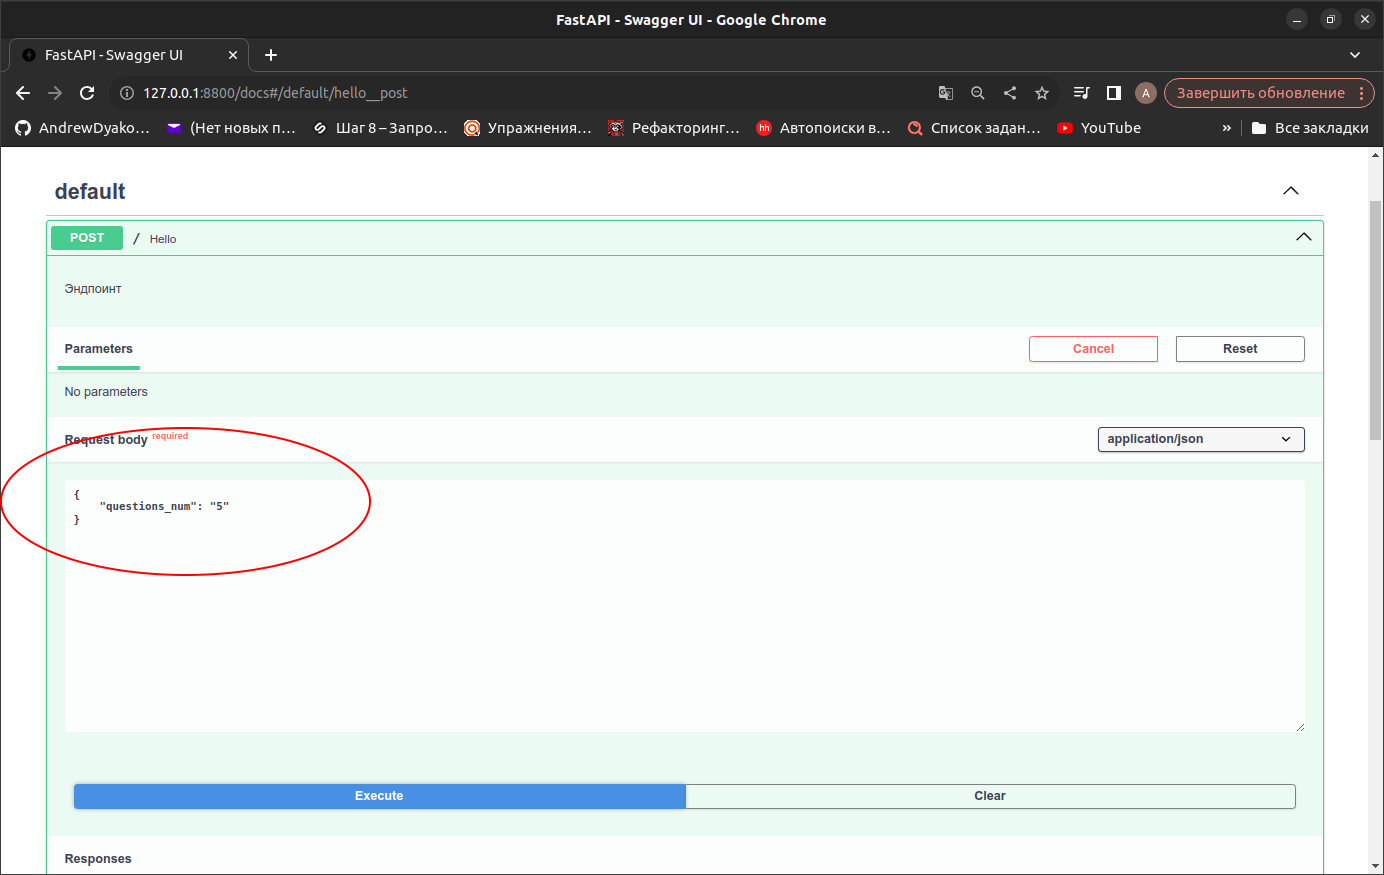 FastAPI - Swagger UI - Google Chrome
FastAPI - Swagger UI
127.0.0.1:8800/docs#/default/hello__post
A
Завершить обновление
AndrewDyako…
(Нет новых п…
Шаг 8 – Запро…
Упражнения…
Рефакторинг…
hh
Автопоиски в…
Список задан…
YouTube
»
Все закладки
default
POST / Hello
Эндпоинт
Parameters
Cancel
Reset
No parameters
Request body required
application/json
{
"questions_num": "5"
}
Execute
Clear
Responses